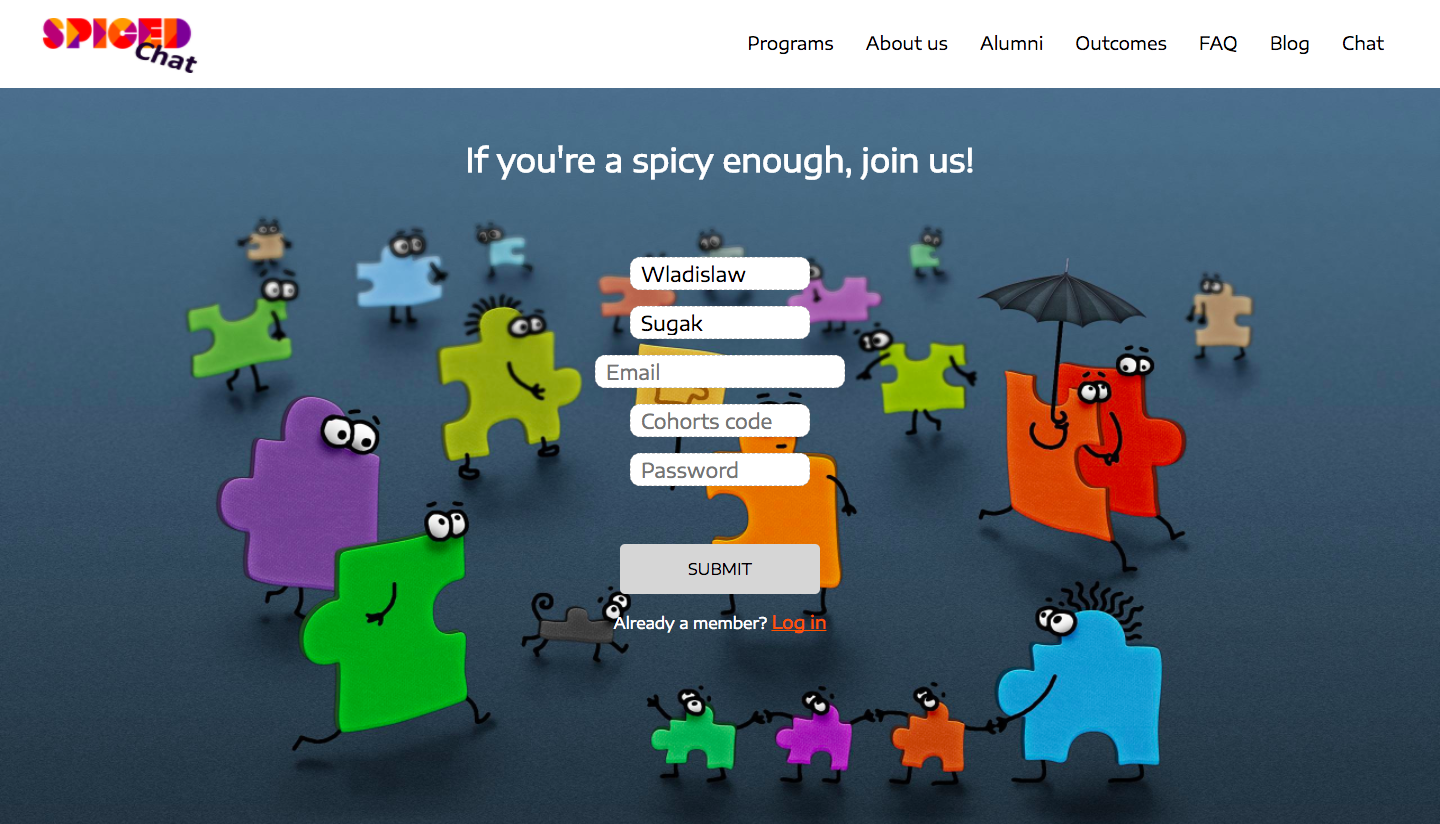 SPICED
Chat
Programs About us Alumni Outcomes FAQ Blog Chat
If you're a spicy enough, join us!
Wladislaw
Sugak
Email
Cohorts code
Password
SUBMIT
Already a member? Log in